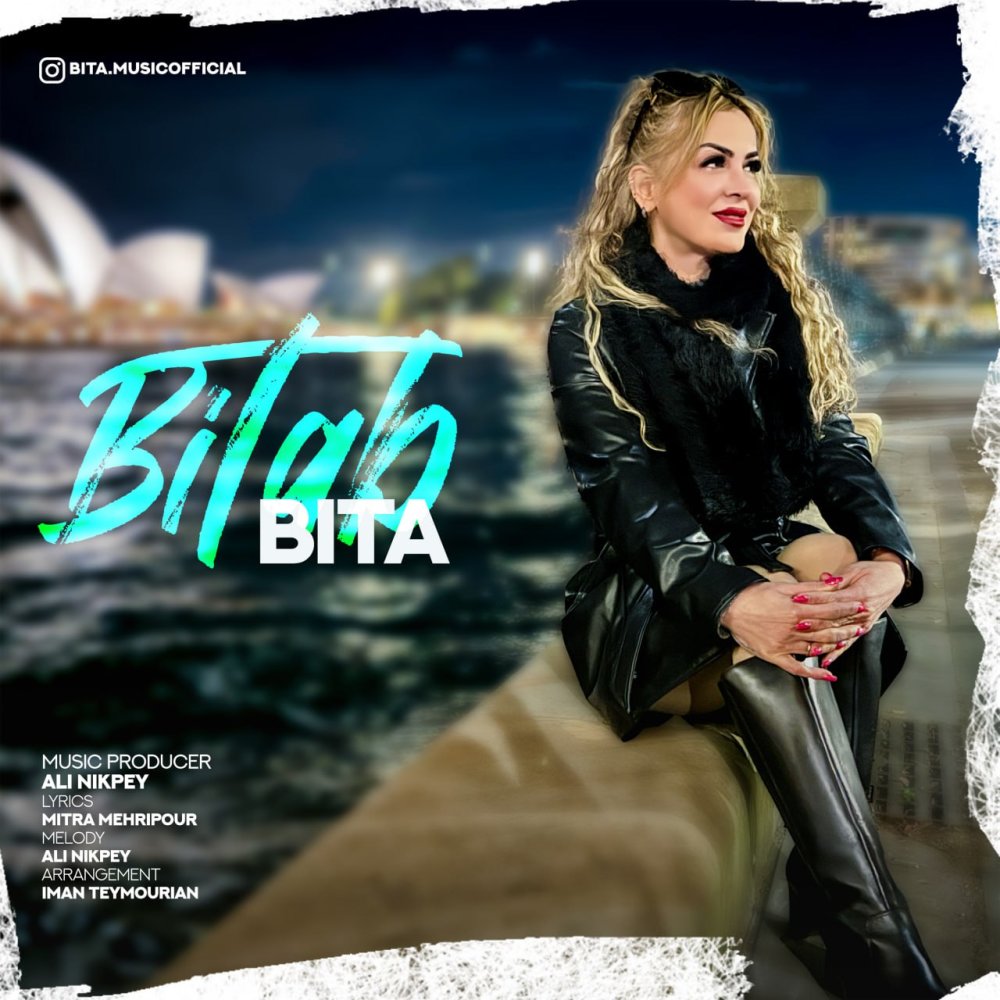 BITA.MUSICOFFICIAL
Bitab
BITA
MUSIC PRODUCER
ALI NIKPEY
LYRICS
MITRA MEHRIPOUR
MELODY
ALI NIKPEY
ARRANGEMENT
IMAN TEYMOURIAN